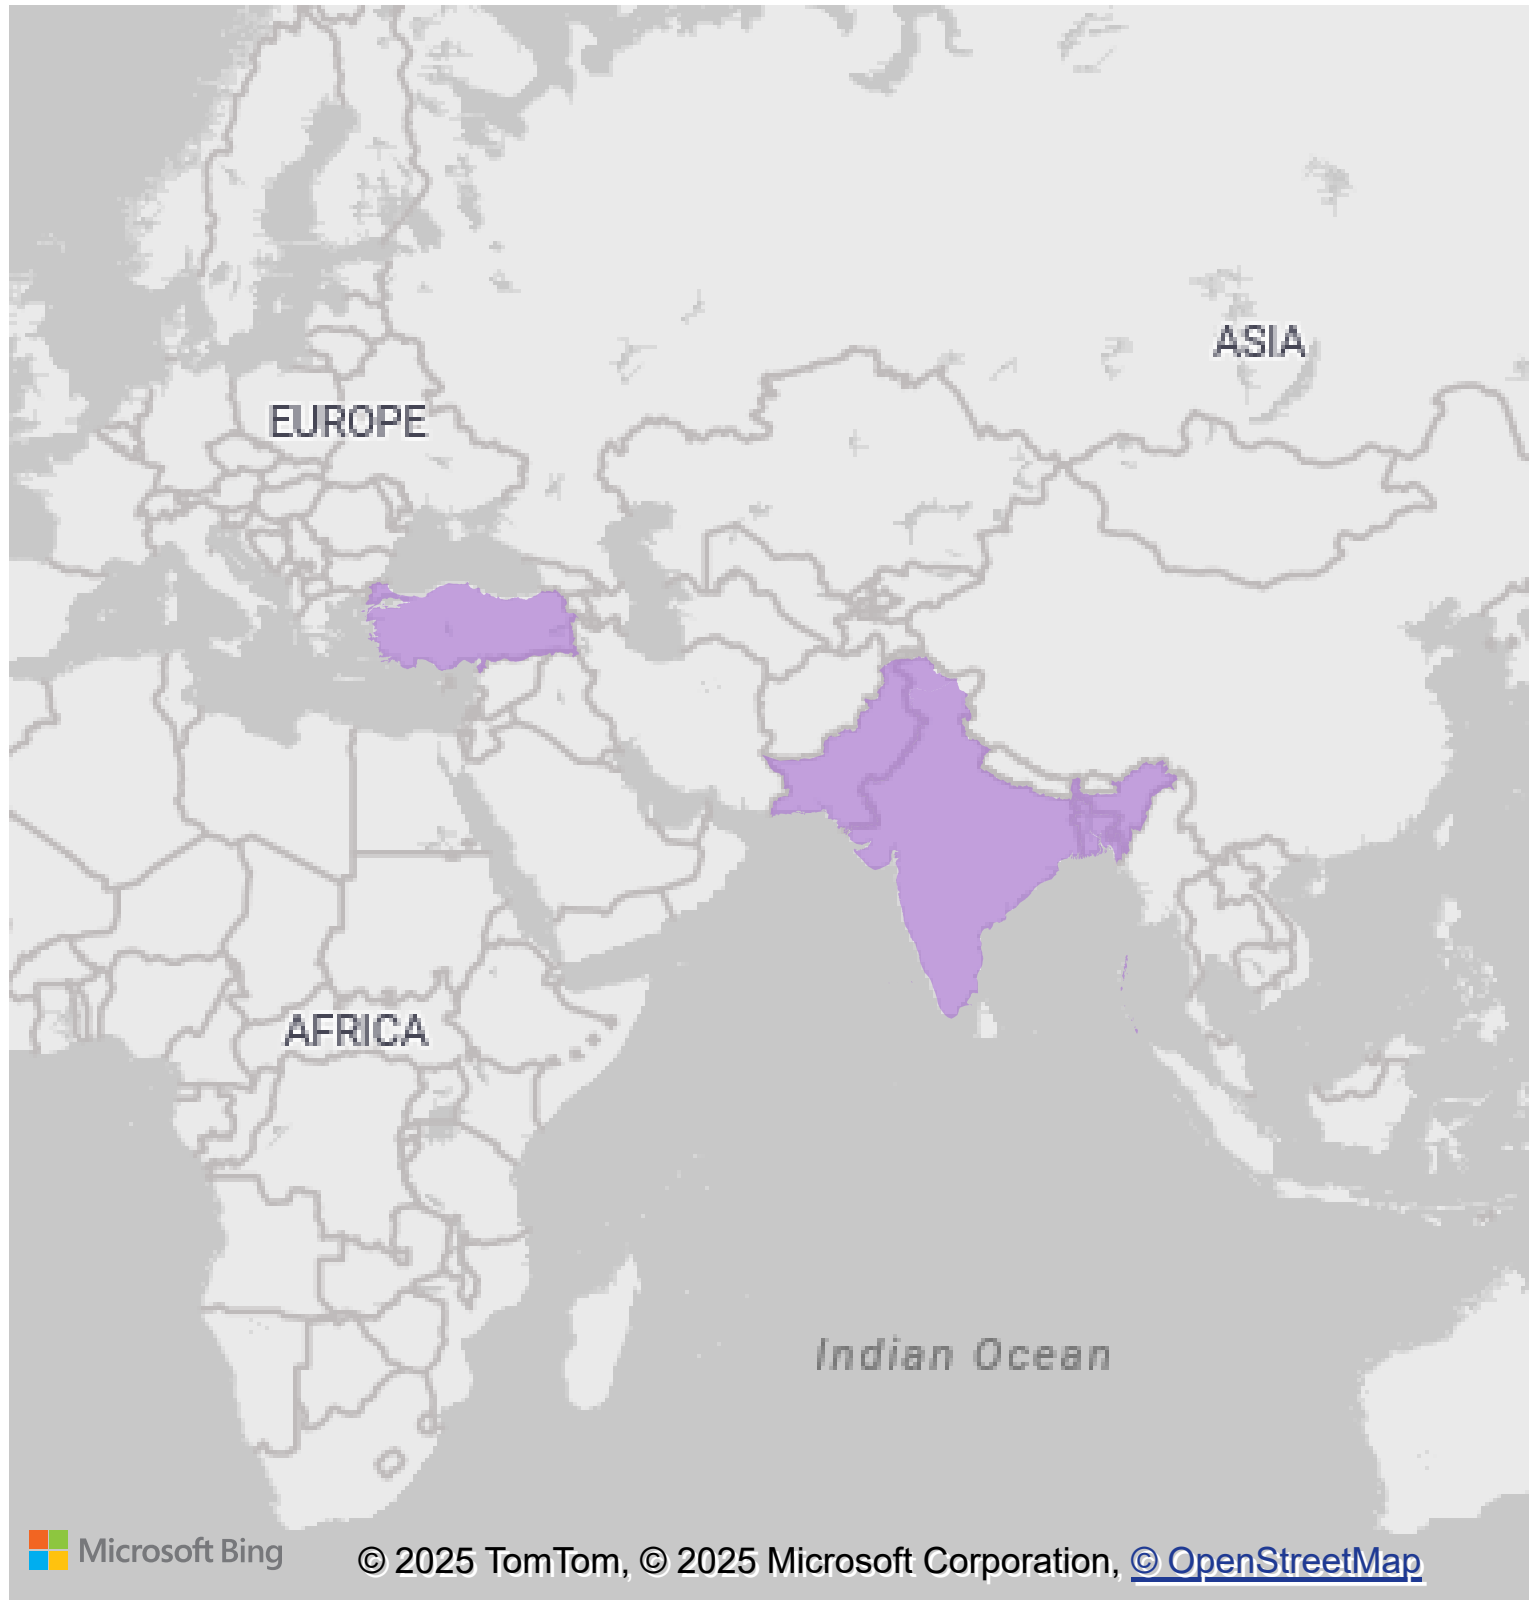 ASIA
EUROPE
AFRICA
Indian Ocean
Microsoft Bing
© 2025 TomTom, © 2025 Microsoft Corporation, © OpenStreetMap